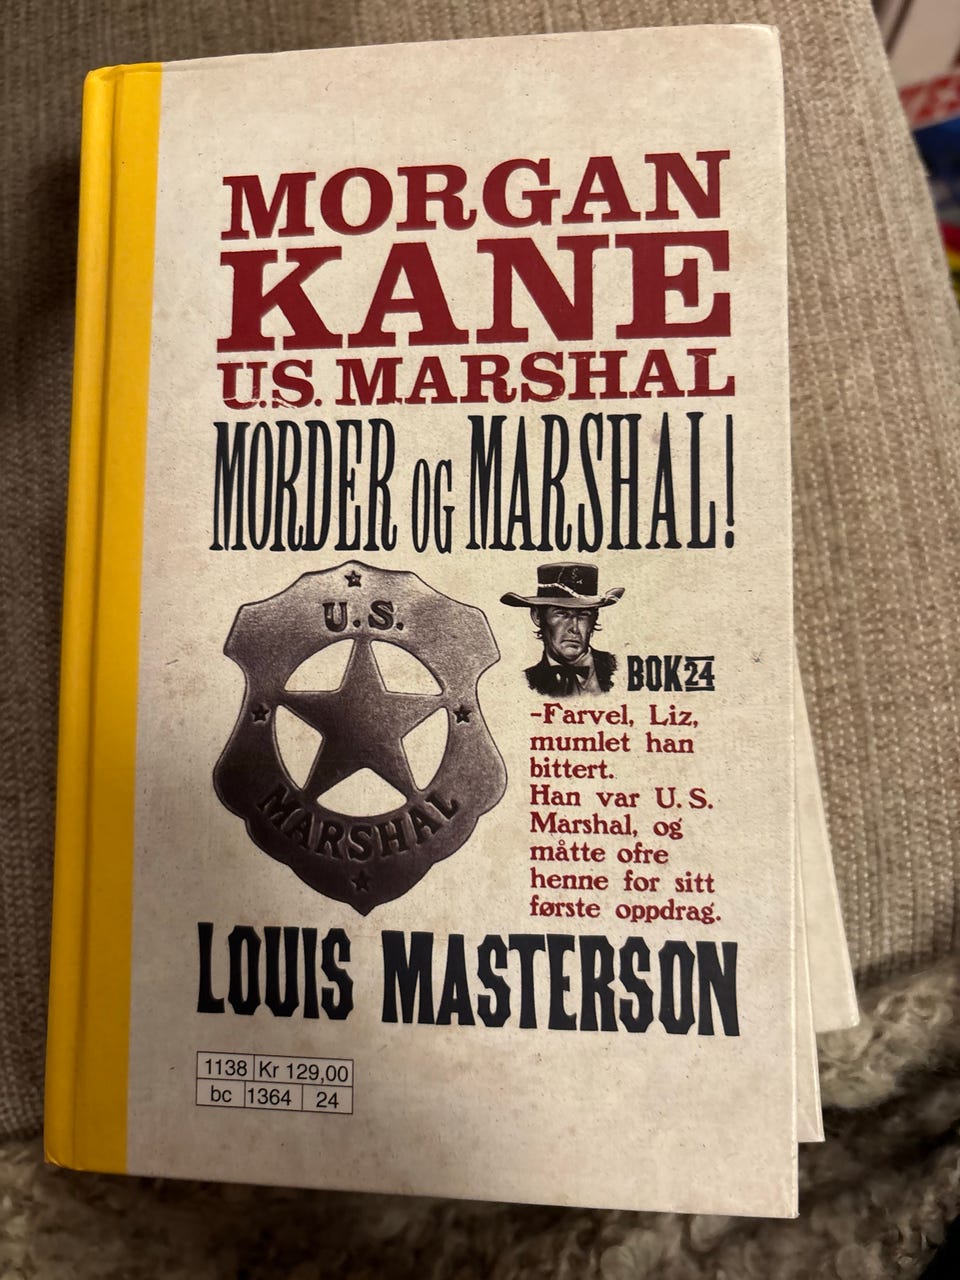 MORGAN
KANE
U.S. MARSHAL
MORDER OG MARSHAL!
U.S.
MARSHAL
BOK 24
-Farvel, Liz,
mumlet han
bittert.
Han var U.S.
Marshal, og
måtte ofre
henne for sitt
første oppdrag.
LOUIS MASTERSON
1138 Kr 129,00
bc 1364 24